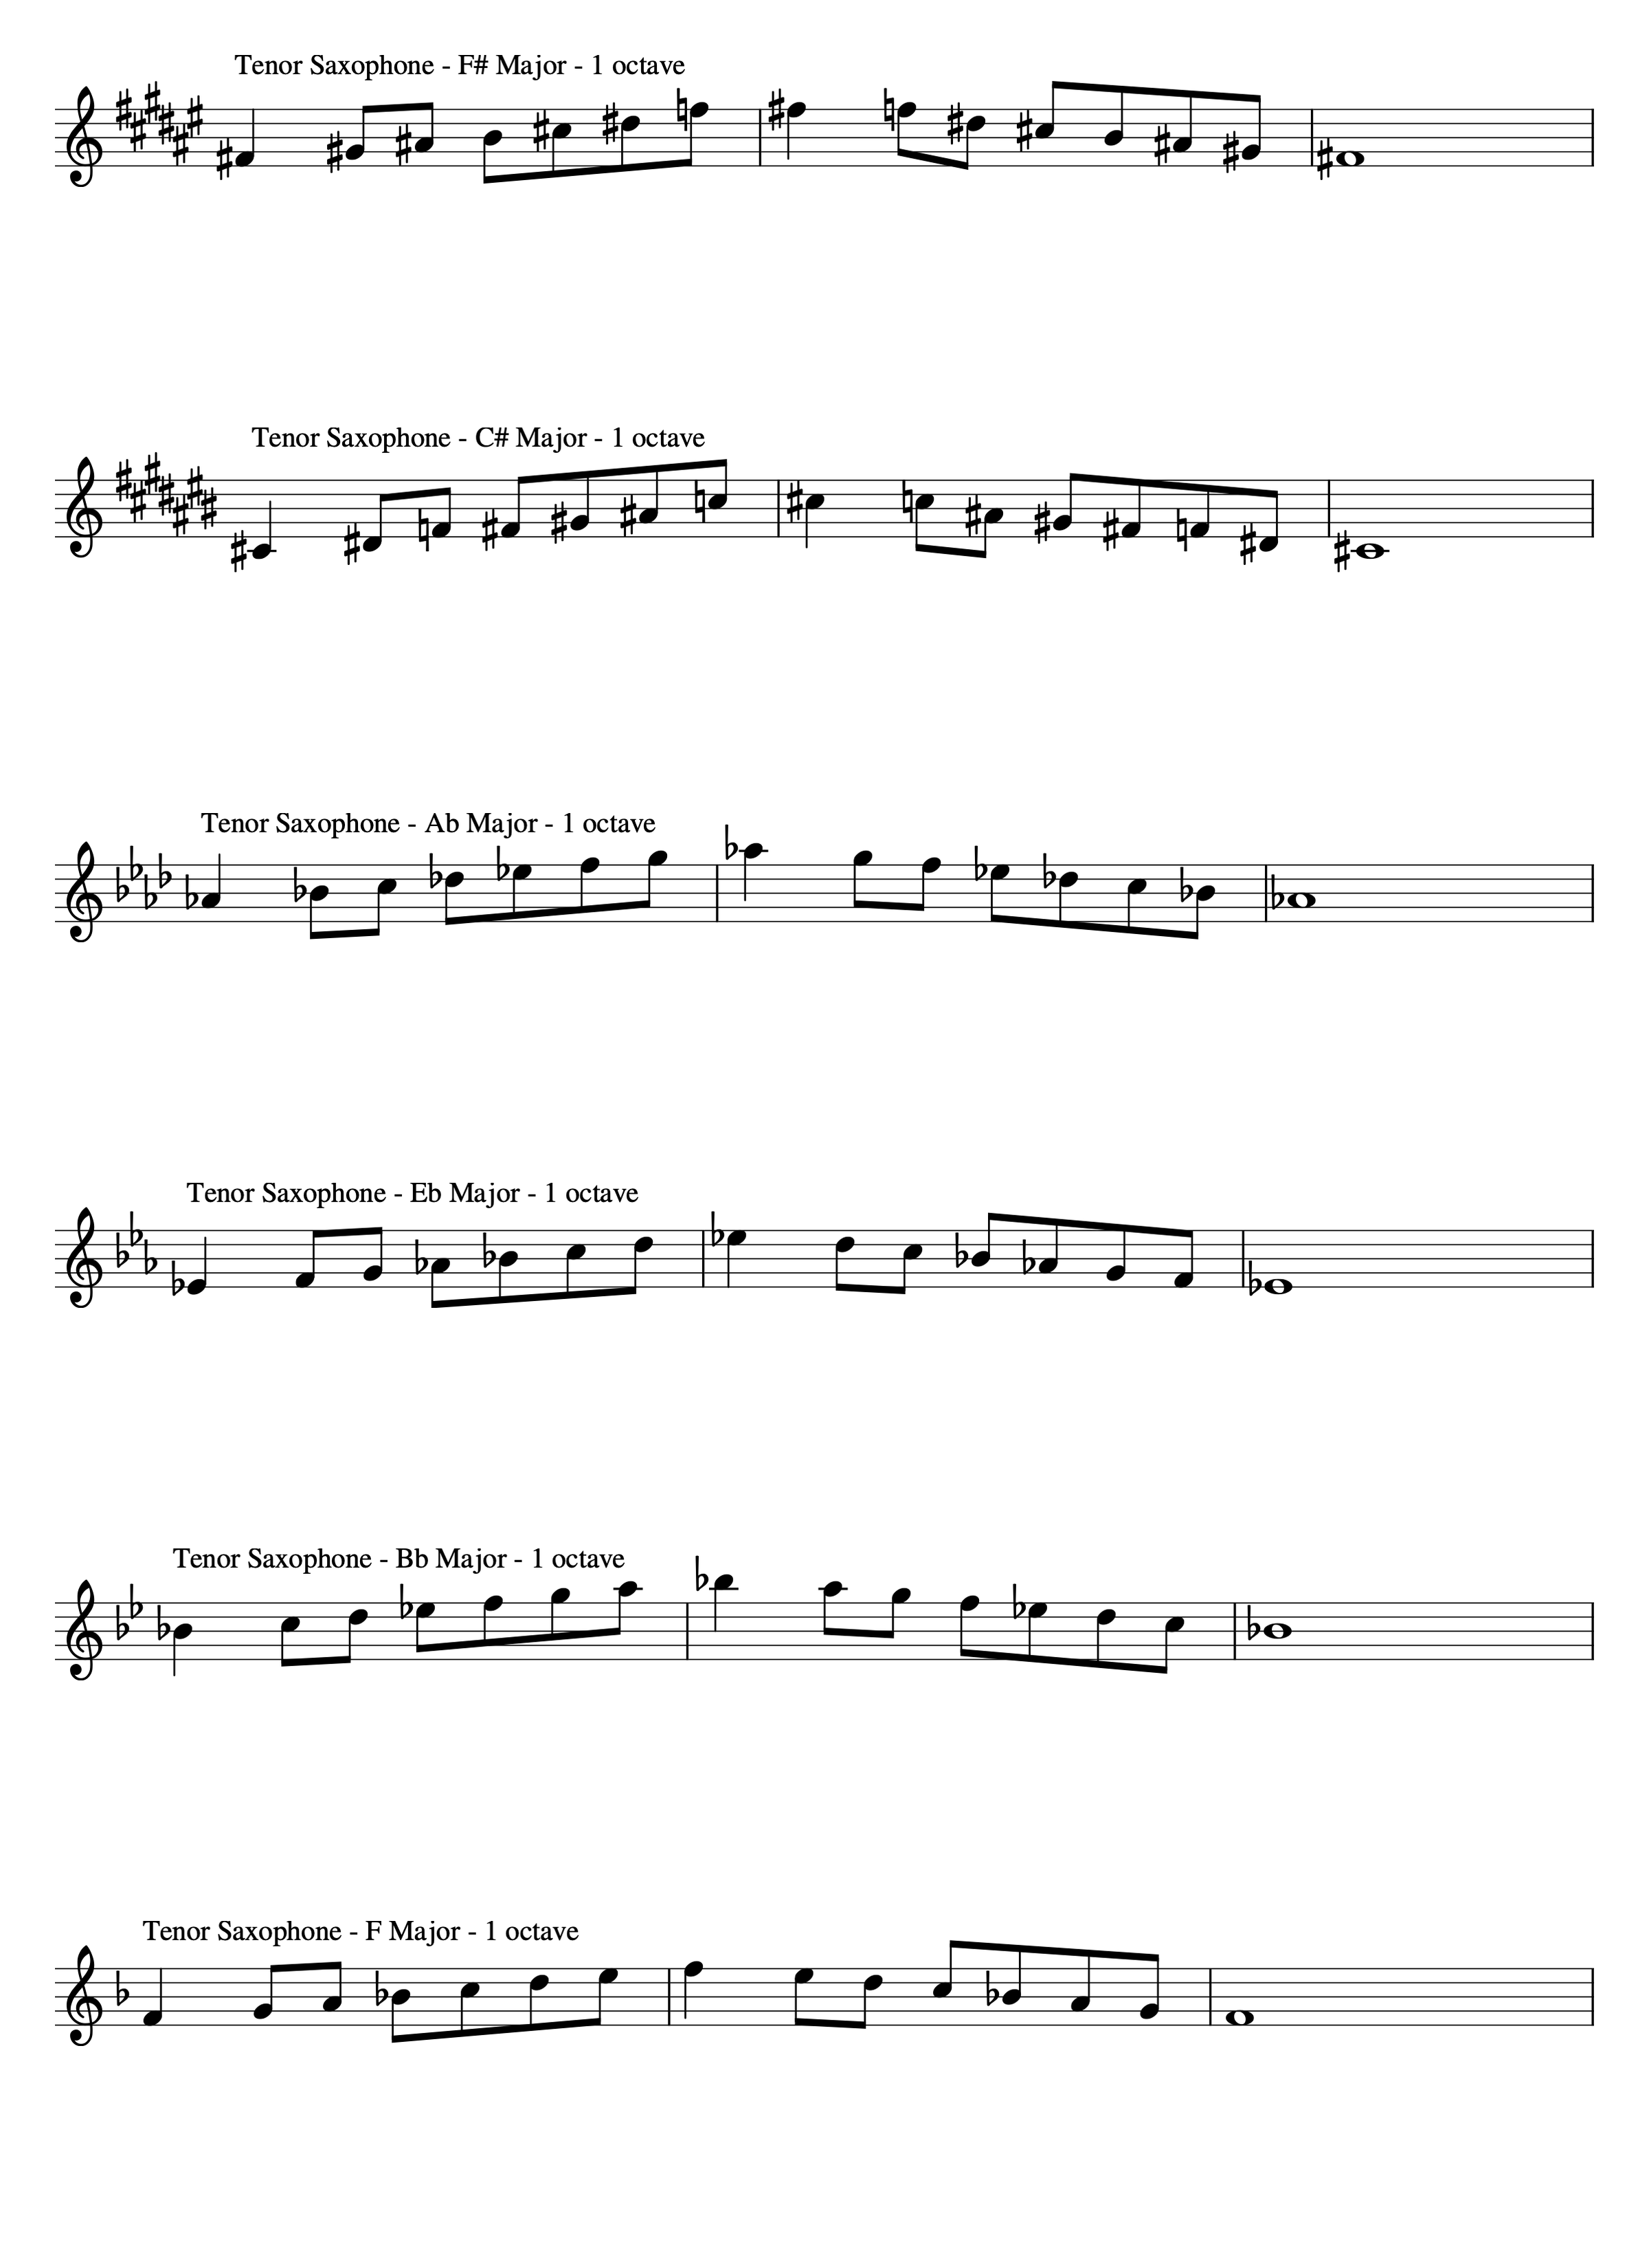 Tenor Saxophone - F# Major - 1 octave
Tenor Saxophone - C# Major - 1 octave
Tenor Saxophone - Ab Major - 1 octave
Tenor Saxophone - Eb Major - 1 octave
Tenor Saxophone - Bb Major - 1 octave
Tenor Saxophone - F Major - 1 octave